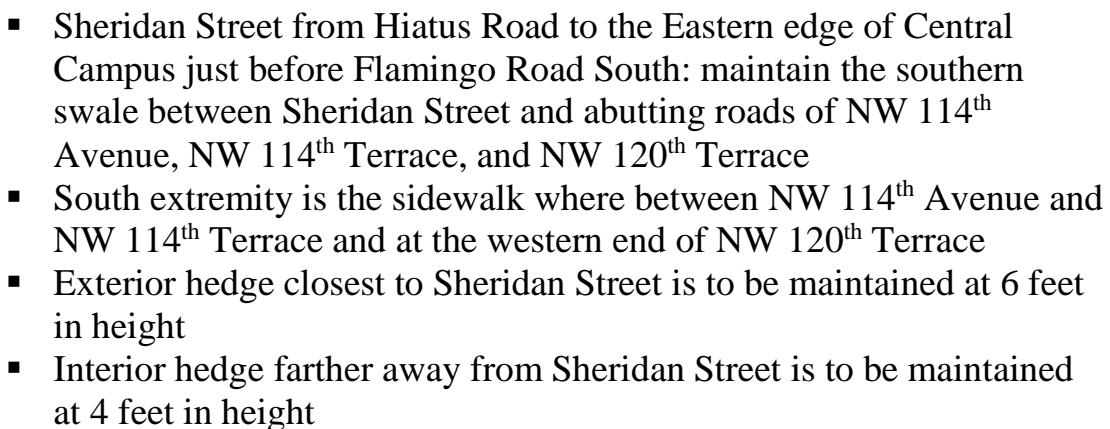 ▪ Sheridan Street from Hiatus Road to the Eastern edge of Central
Campus just before Flamingo Road South: maintain the southern
swale between Sheridan Street and abutting roads of NW 114th
Avenue, NW 114th Terrace, and NW 120th Terrace
▪ South extremity is the sidewalk where between NW 114th Avenue and
NW 114th Terrace and at the western end of NW 120th Terrace
▪ Exterior hedge closest to Sheridan Street is to be maintained at 6 feet
in height
▪ Interior hedge farther away from Sheridan Street is to be maintained
at 4 feet in height